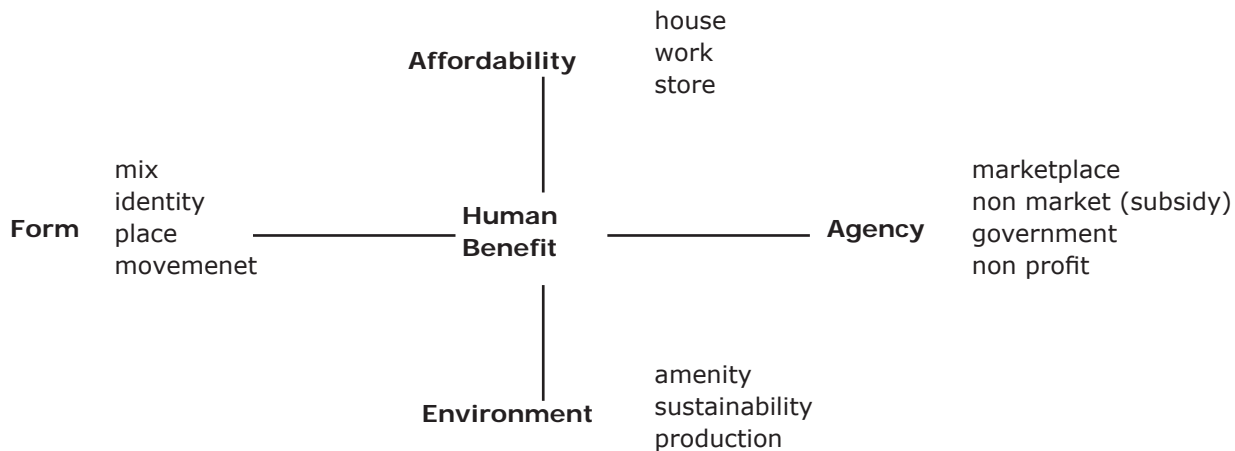 house
work
store
Affordability
mix
identity
place
movemenet
Form
Human
Benefit
Agency
marketplace
non market (subsidy)
government
non profit
Environment
amenity
sustainability
production